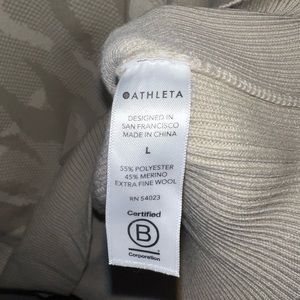 ATHLETA
DESIGNED IN
SAN FRANCISCO
MADE IN CHINA
L
55% POLYESTER
45% MERINO
EXTRA FINE WOOL
RN 54023
Certified
B
Corporation